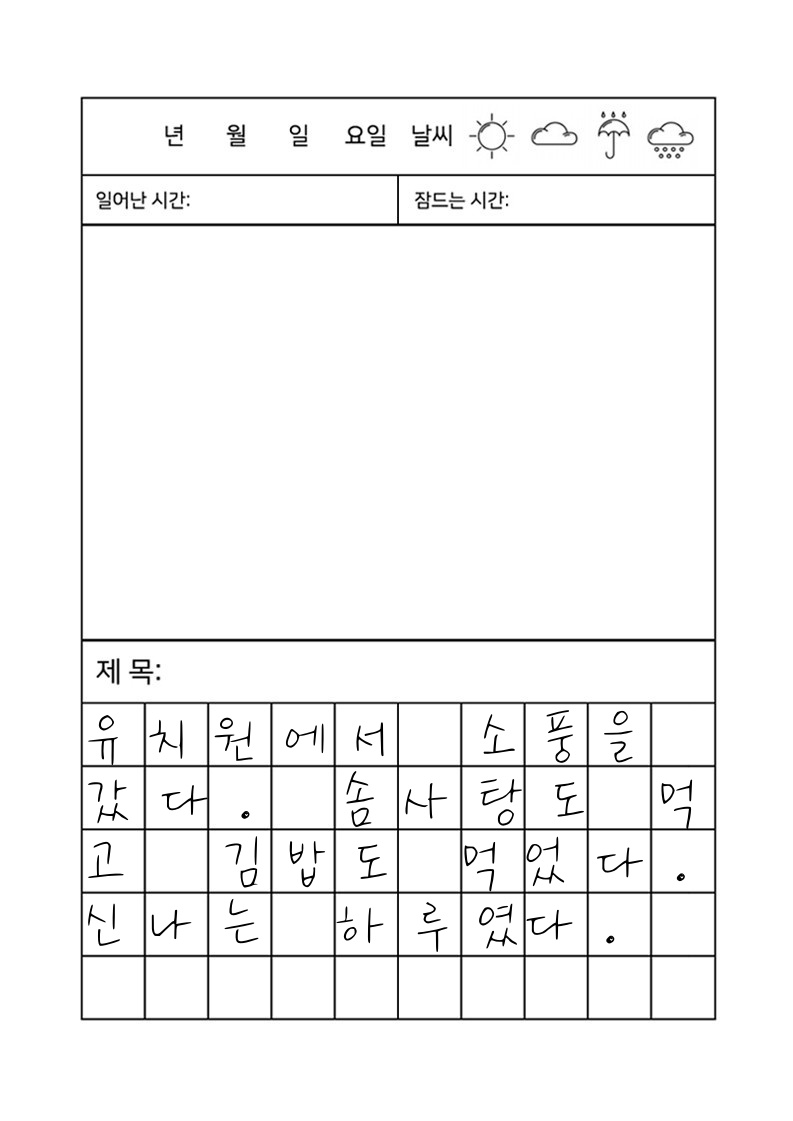 년 월 일 요일 날씨
일어난 시간: 잠드는 시간:
제 목:
유치원에서 소풍을
갔다. 솜사탕도 먹
고 김밥도 먹었다.
신나는 하루였다.